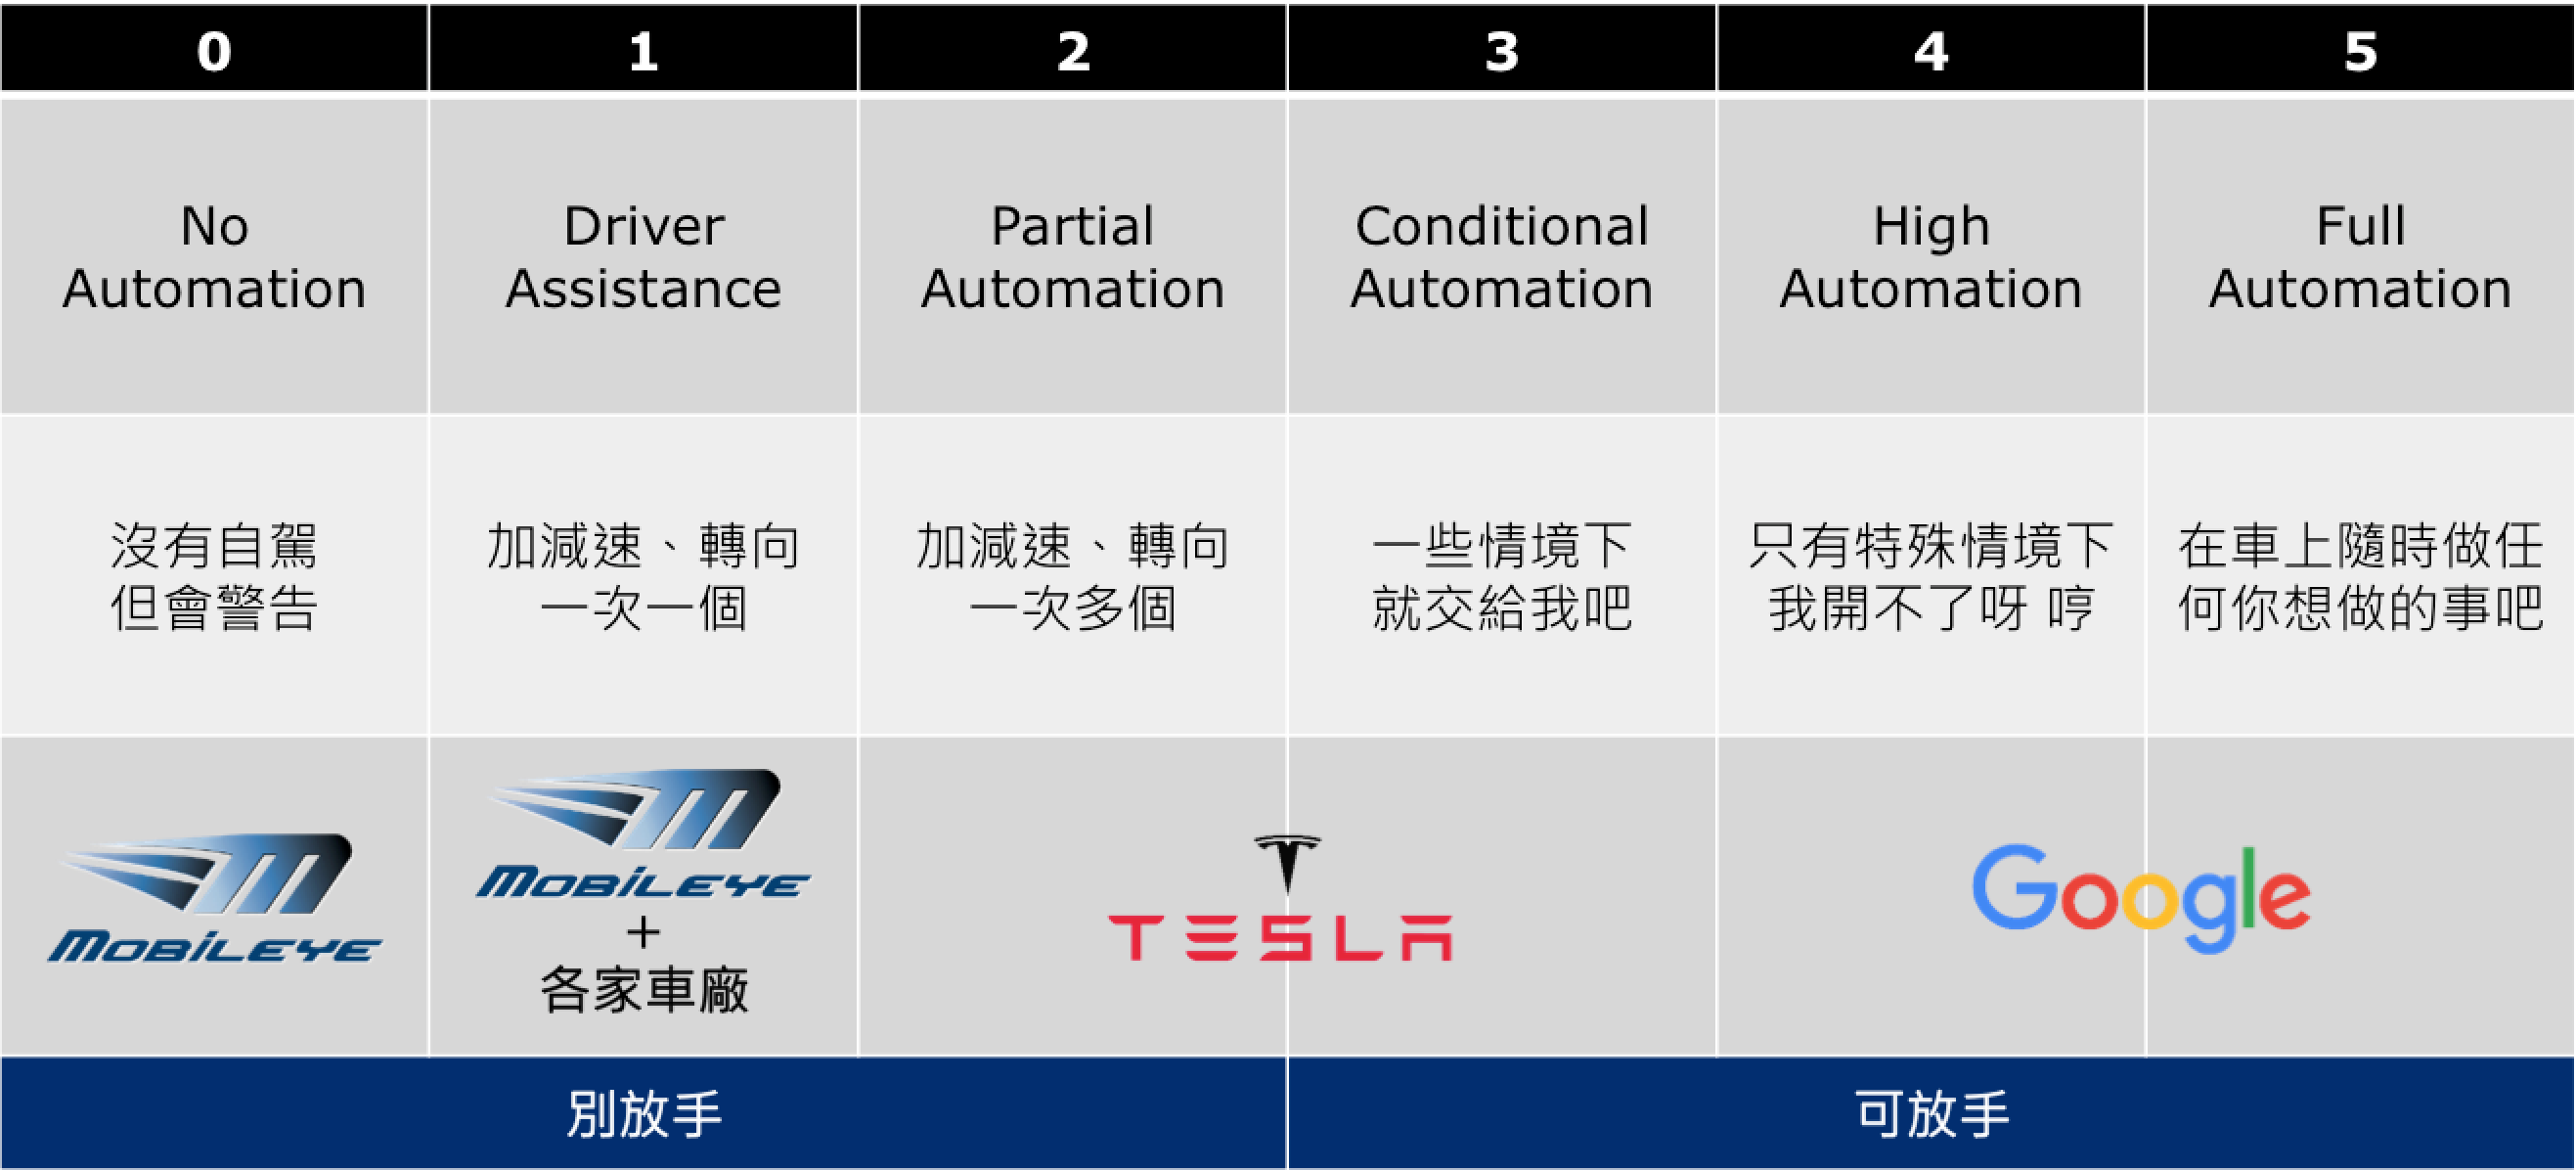 0
1
2
3
4
5
No
Automation
Driver
Assistance
Partial
Automation
Conditional
Automation
High
Automation
Full
Automation
沒有自駕
但會警告
加減速、轉向
一次一個
加減速、轉向
一次多個
一些情境下
就交給我吧
只有特殊情境下
我開不了呀 哼
在車上隨時做任
何你想做的事吧
MOBILEYE
MOBILEYE
+
各家車廠
TESLA
Google
別放手
可放手